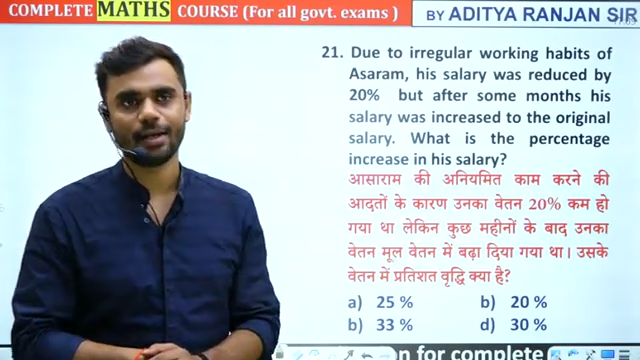 COMPLETE MATHS COURSE (For all govt. exams )
BY ADITYA RANJAN SIR
21. Due to irregular working habits of
Asaram, his salary was reduced by
20% but after some months his
salary was increased to the original
salary. What is the percentage
increase in his salary?
आसाराम की अनियमित काम करने की
आदतों के कारण उनका वेतन 20% कम हो
गया था लेकिन कुछ महीनों के बाद उनका
वेतन मूल वेतन में बढ़ा दिया गया था। उसके
वेतन में प्रतिशत वृद्धि क्या है?
a) 25 % b) 20 %
b) 33 % d) 30 %
on for complete